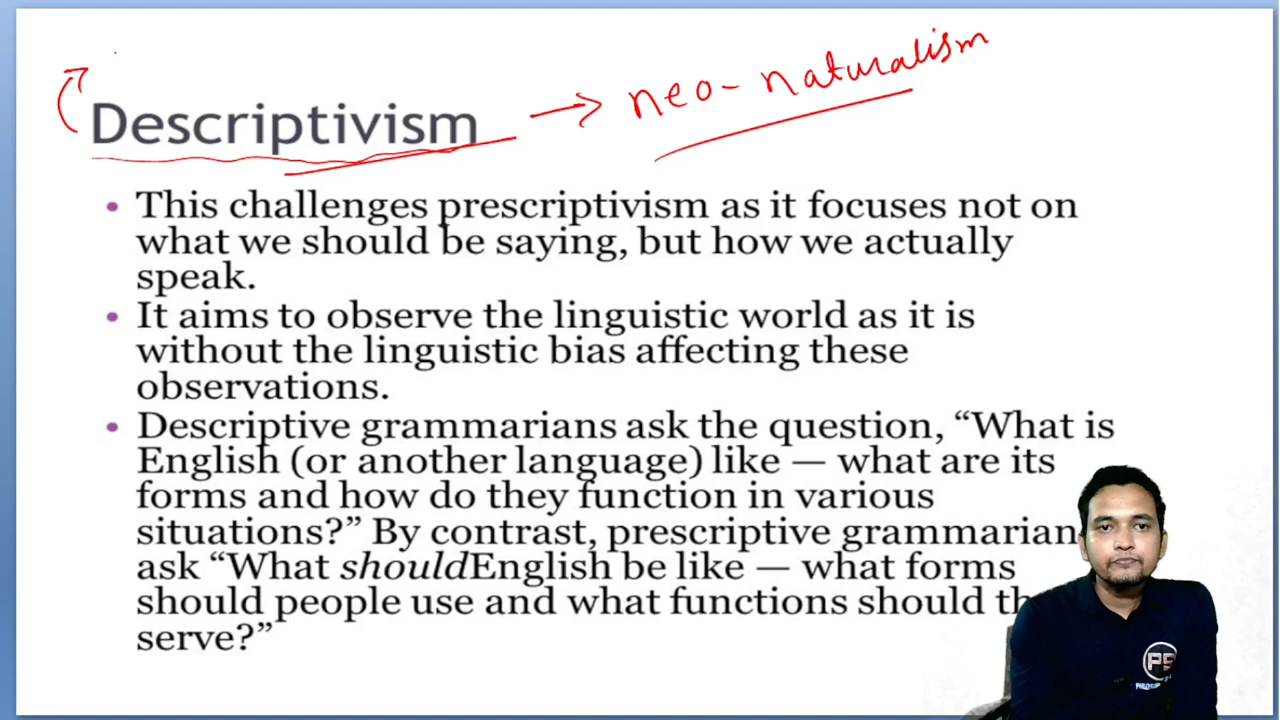 Descriptivism → neo-naturalism
• This challenges prescriptivism as it focuses not on
what we should be saying, but how we actually
speak.
• It aims to observe the linguistic world as it is
without the linguistic bias affecting these
observations.
• Descriptive grammarians ask the question, “What is
English (or another language) like — what are its
forms and how do they function in various
situations?” By contrast, prescriptive grammarian
ask “What shouldEnglish be like — what forms
should people use and what functions should th
serve?”
PS